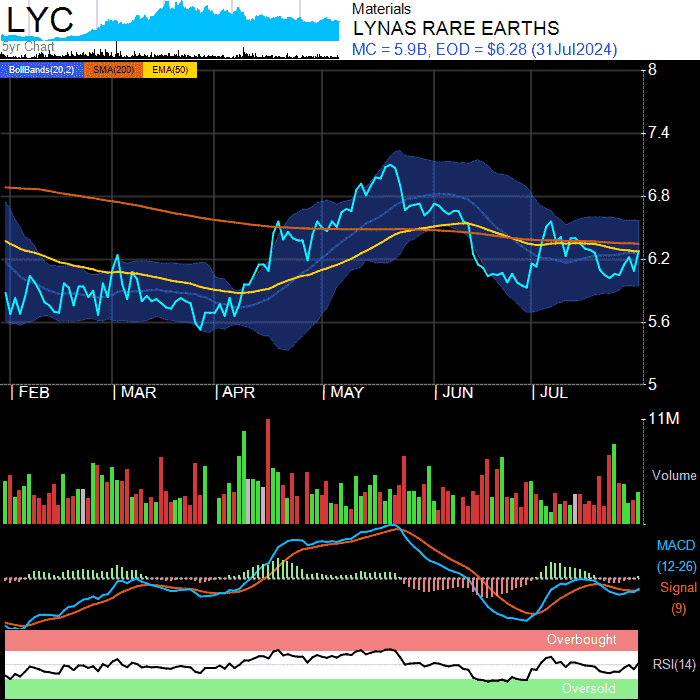 LYC
5yr Chart
Materials
LYNAS RARE EARTHS
MC = 5.9B, EOD = $6.28 (31Jul2024)
BollBands(20,2) SMA(200) EMA(50)
8
7.4
6.8
6.2
5.6
5
FEB MAR APR MAY JUN JUL
11M
Volume
MACD
(12-26)
Signal
(9)
Overbought
RSI(14)
Oversold